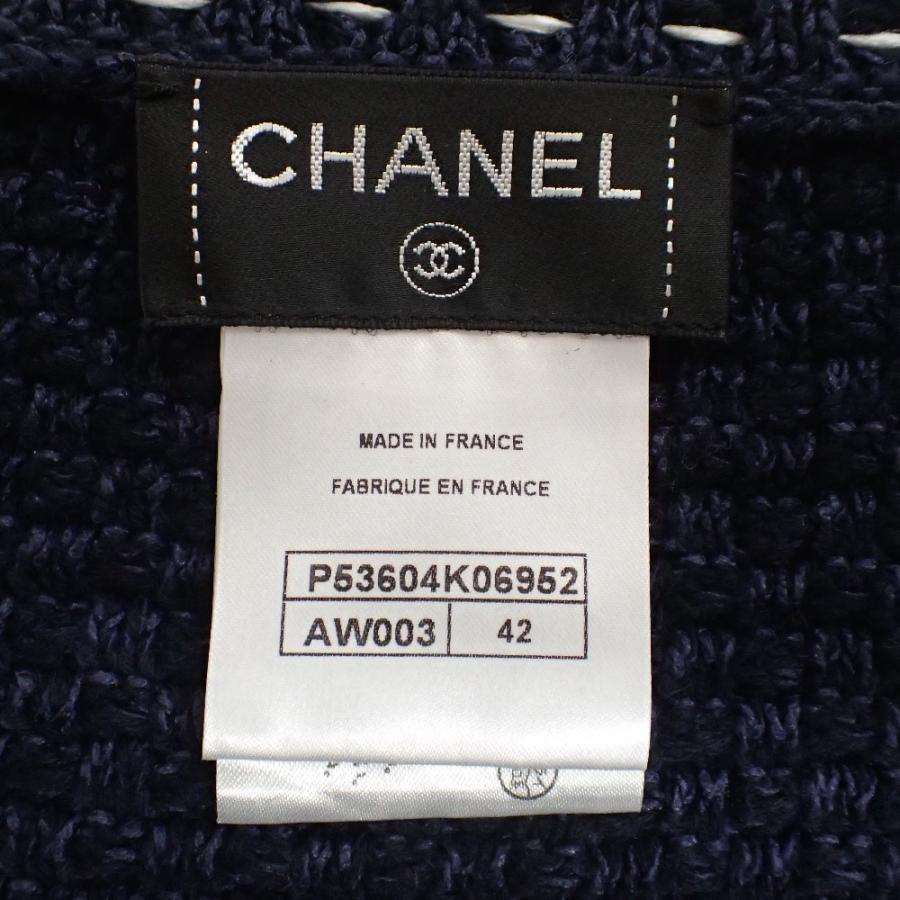 CHANEL
MADE IN FRANCE
FABRIQUE EN FRANCE
P53604K06952
AW003 42